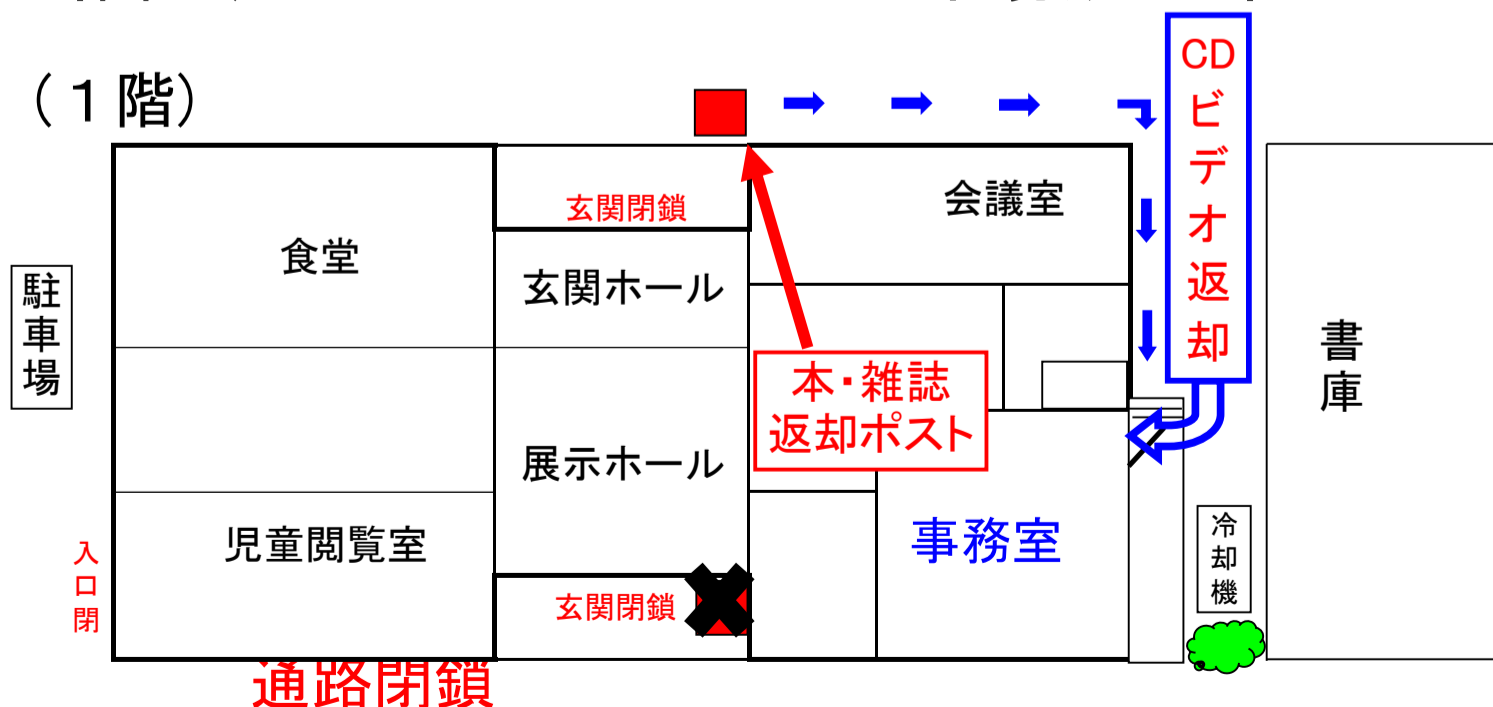 （１階）
CDビデオ返却
玄関閉鎖
会議室
食堂
玄関ホール
駐車場
本・雑誌
返却ポスト
書庫
展示ホール
児童閲覧室
事務室
冷却機
入口閉
玄関閉鎖
通路閉鎖